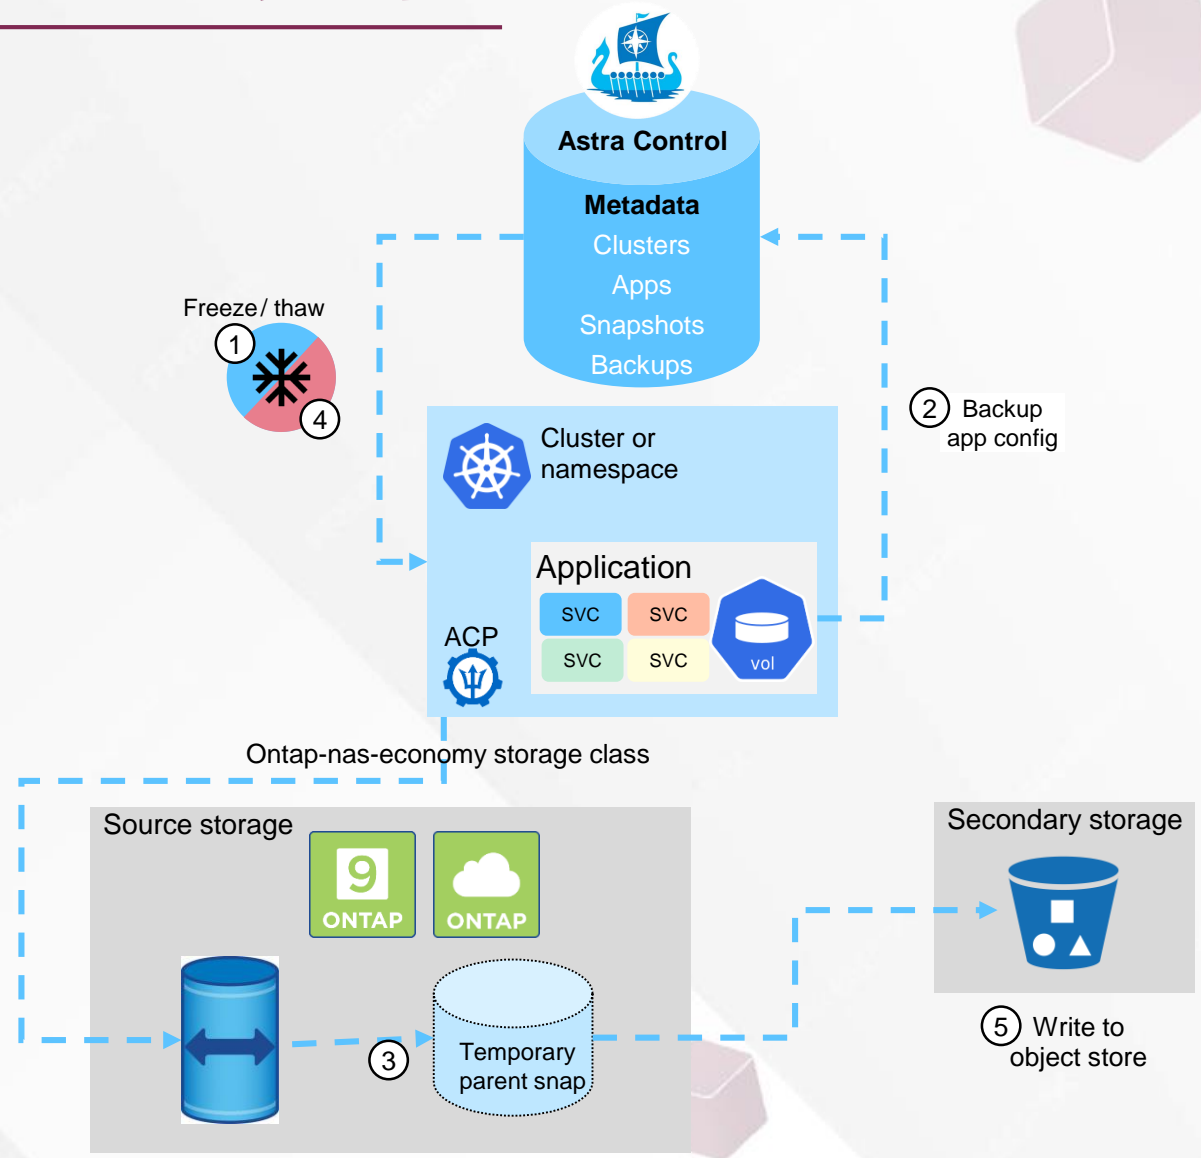 Astra Control
Metadata
Clusters
Apps
Snapshots
Backups
Freeze / thaw
1
4
2 Backup
app config
Cluster or
namespace
Application
SVC SVC
SVC SVC
vol
ACP
Ontap-nas-economy storage class
Source storage
9
ONTAP
ONTAP
3
Temporary
parent snap
Secondary storage
5 Write to
object store